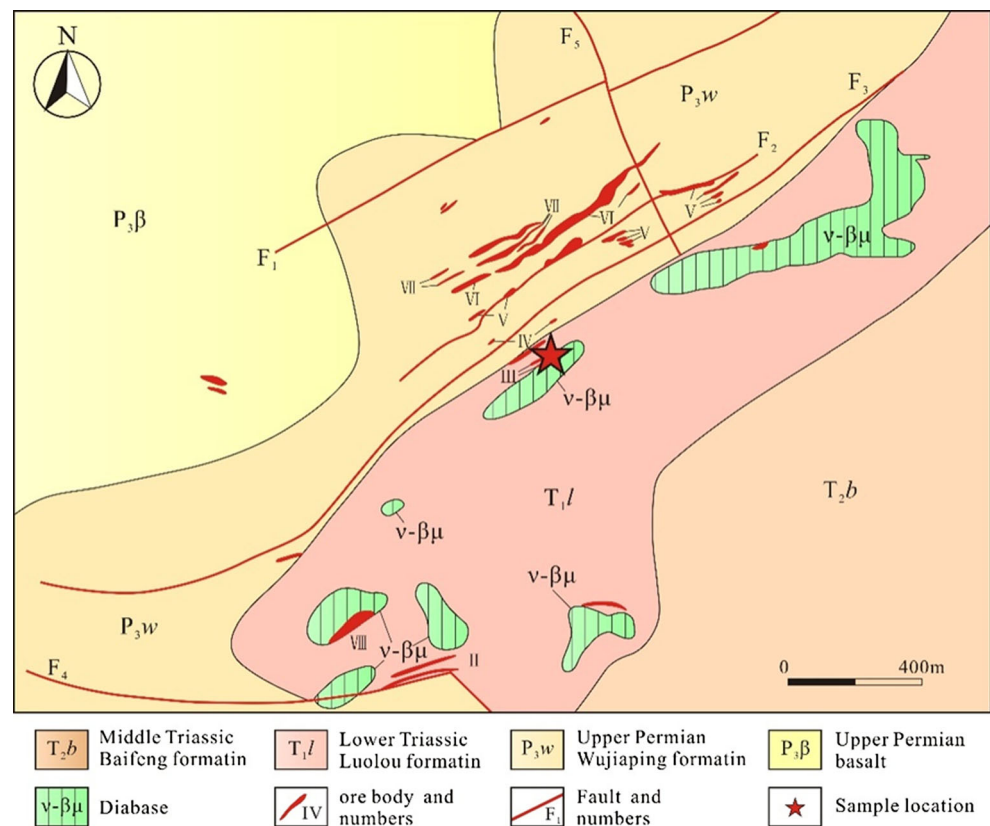 N
F₅
P₃w
F₃
F₂
P₃β
VII
VI
V
V
F₁
ν-βμ
VII
VI
V
IV
III
ν-βμ
T₁l
T₂b
ν-βμ
ν-βμ
P₃w
VIII
ν-βμ
II
F₄
0 400m
T₂b Middle Triassic
Baifeng formatin
T₁l Lower Triassic
Luolou formatin
P₃w Upper Permian
Wujiaping formatin
P₃β Upper Permian
basalt
ν-βμ Diabase
IV ore body and
numbers
F₁ Fault and
numbers
Sample location